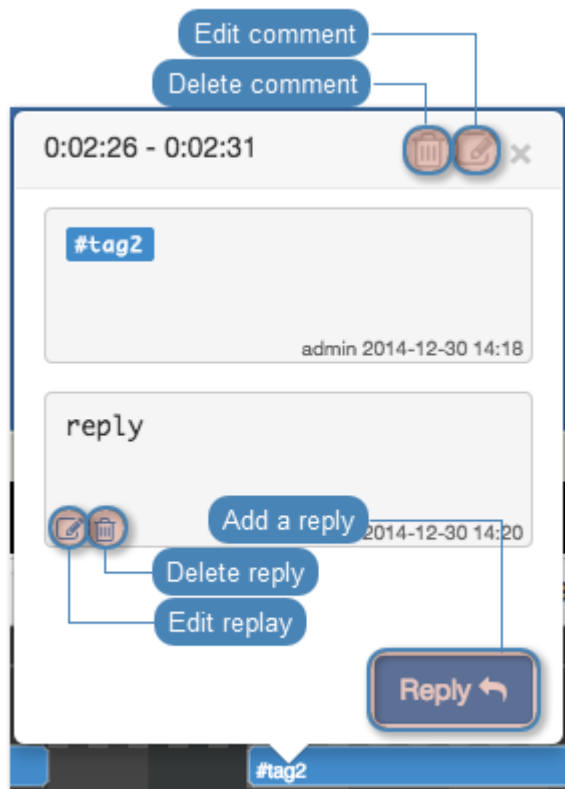 Edit comment
Delete comment
0:02:26 - 0:02:31
×
#tag2
admin 2014-12-30 14:18
reply
Add a reply
2014-12-30 14:20
Delete reply
Edit replay
Reply
#tag2